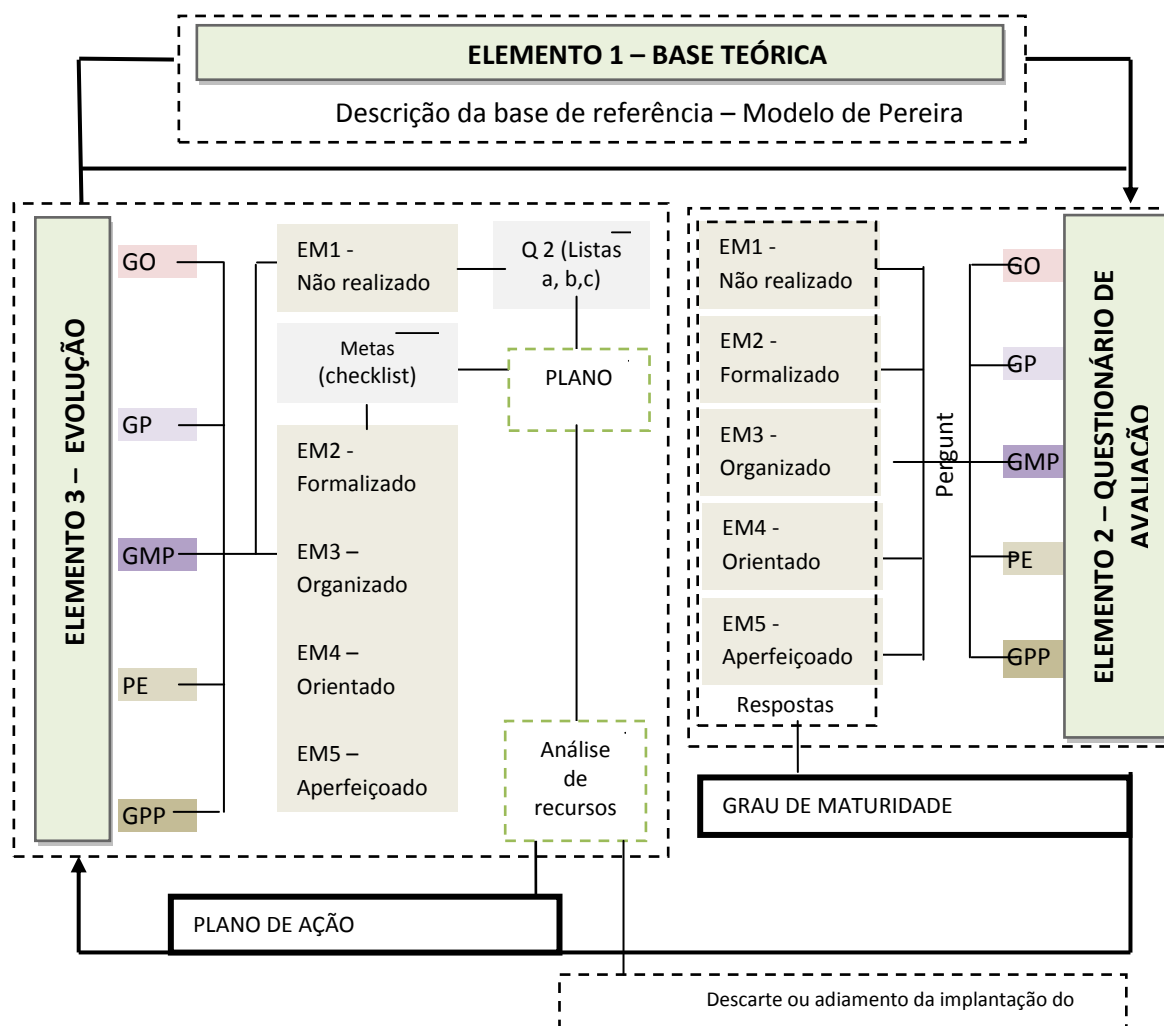 ELEMENTO 1 – BASE TEÓRICA
Descrição da base de referência – Modelo de Pereira
ELEMENTO 3 – EVOLUÇÃO
GO
GP
GMP
PE
GPP
EM1 -
Não realizado
Q 2 (Listas
a, b,c)
Metas
(checklist)
PLANO
EM2 -
Formalizado
EM3 –
Organizado
EM4 –
Orientado
EM5 –
Aperfeiçoado
Análise
de
recursos
EM1 -
Não realizado
EM2 -
Formalizado
EM3 -
Organizado
EM4 -
Orientado
EM5 -
Aperfeiçoado
Respostas
Pergunt
GO
GP
GMP
PE
GPP
ELEMENTO 2 – QUESTIONÁRIO DE
AVALIAÇÃO
GRAU DE MATURIDADE
PLANO DE AÇÃO
Descarte ou adiamento da implantação do